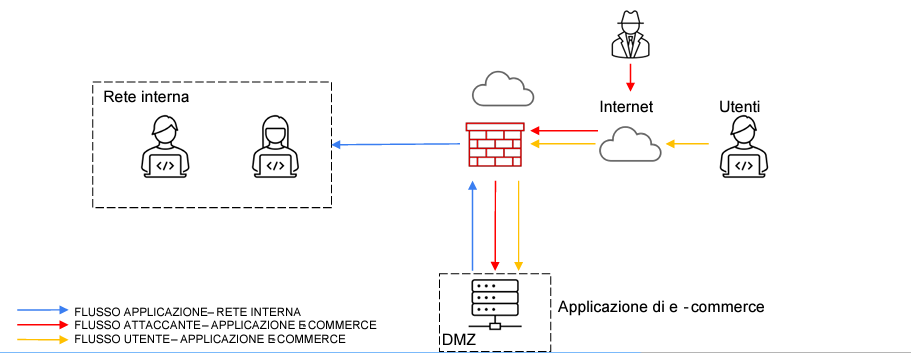 Rete interna
Internet
Utenti
Applicazione di e - commerce
DMZ
FLUSSO APPLICAZIONE– RETE INTERNA
FLUSSO ATTACCANTE – APPLICAZIONE E-COMMERCE
FLUSSO UTENTE – APPLICAZIONE E-COMMERCE